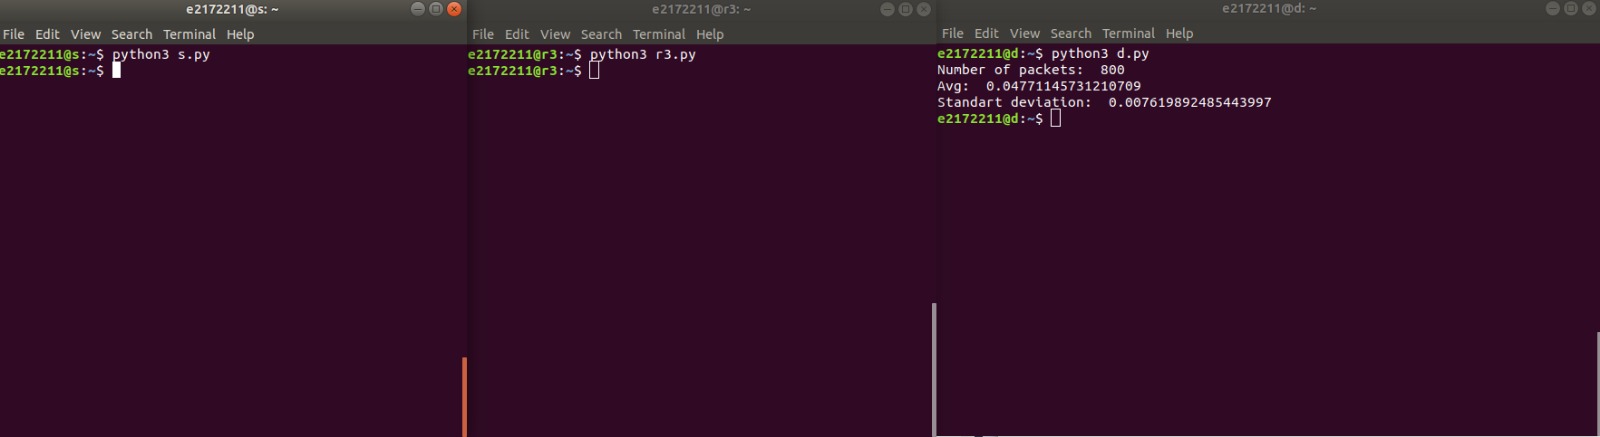 e2172211@s: ~
File Edit View Search Terminal Help
e2172211@s:~$ python3 s.py
e2172211@s:~$
e2172211@r3: ~
File Edit View Search Terminal Help
e2172211@r3:~$ python3 r3.py
e2172211@r3:~$
e2172211@d: ~
File Edit View Search Terminal Help
e2172211@d:~$ python3 d.py
Number of packets:  800
Avg:  0.04771145731210709
Standart deviation:  0.007619892485443997
e2172211@d:~$